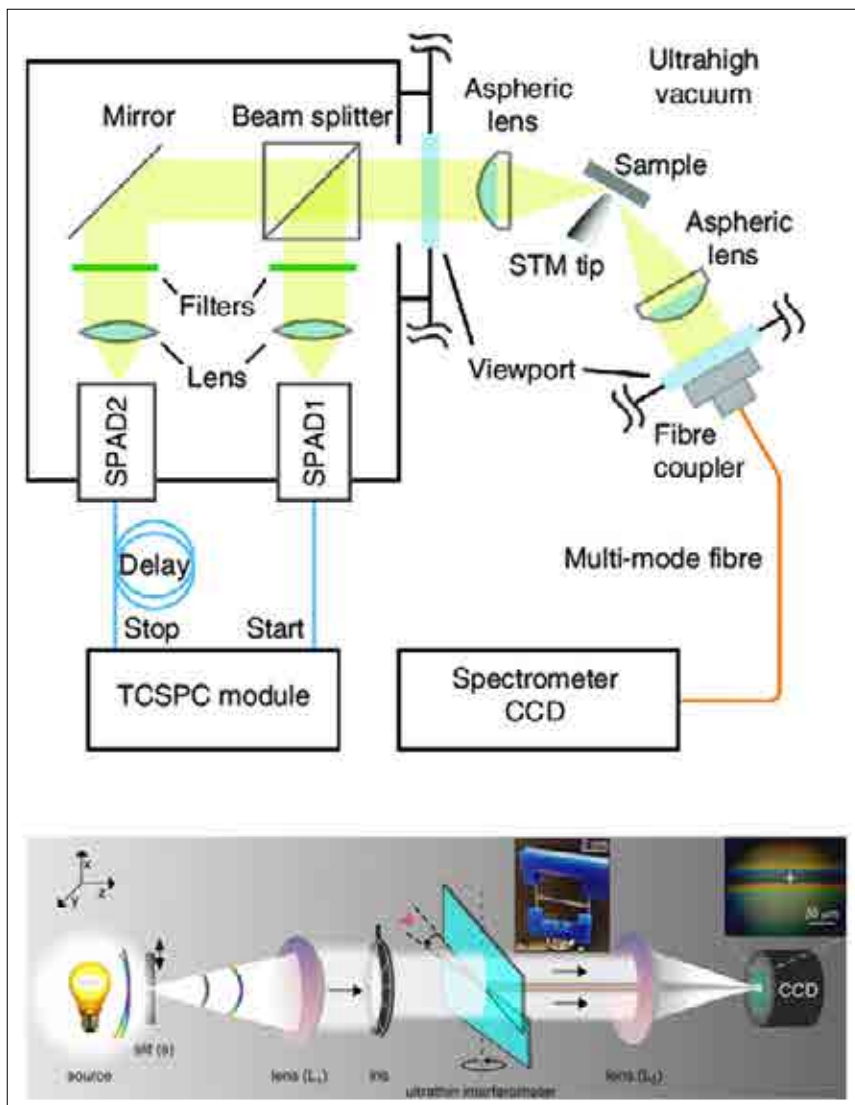 Ultrahigh
vacuum
Aspheric
lens
Mirror
Beam splitter
Sample
Aspheric
lens
STM tip
Filters
Lens
Viewport
SPAD2
SPAD1
Fibre
coupler
Delay
Multi-mode fibre
Stop
Start
TCSPC module
Spectrometer
CCD
x
y
z
20 µm
CCD
slit (s)
source
lens (L₁)
iris
ultrathin interferometer
lens (L₂)